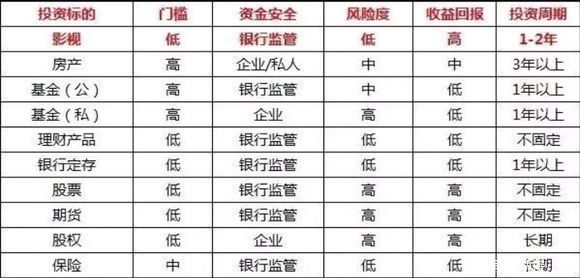 投资标的 门槛 资金安全 风险度 收益回报 投资周期
影视 低 银行监管 低 高 1-2年
房产 高 企业/私人 中 中 3年以上
基金（公） 高 银行监管 中 低 1年以上
基金（私） 高 企业 高 高 1年以上
理财产品 低 银行监管 低 低 不固定
银行定存 低 银行监管 低 低 1年以上
股票 低 银行监管 高 高 不固定
期货 低 银行监管 高 高 不固定
股权 低 企业 高 高 长期
保险 中 银行监管 低 低 期